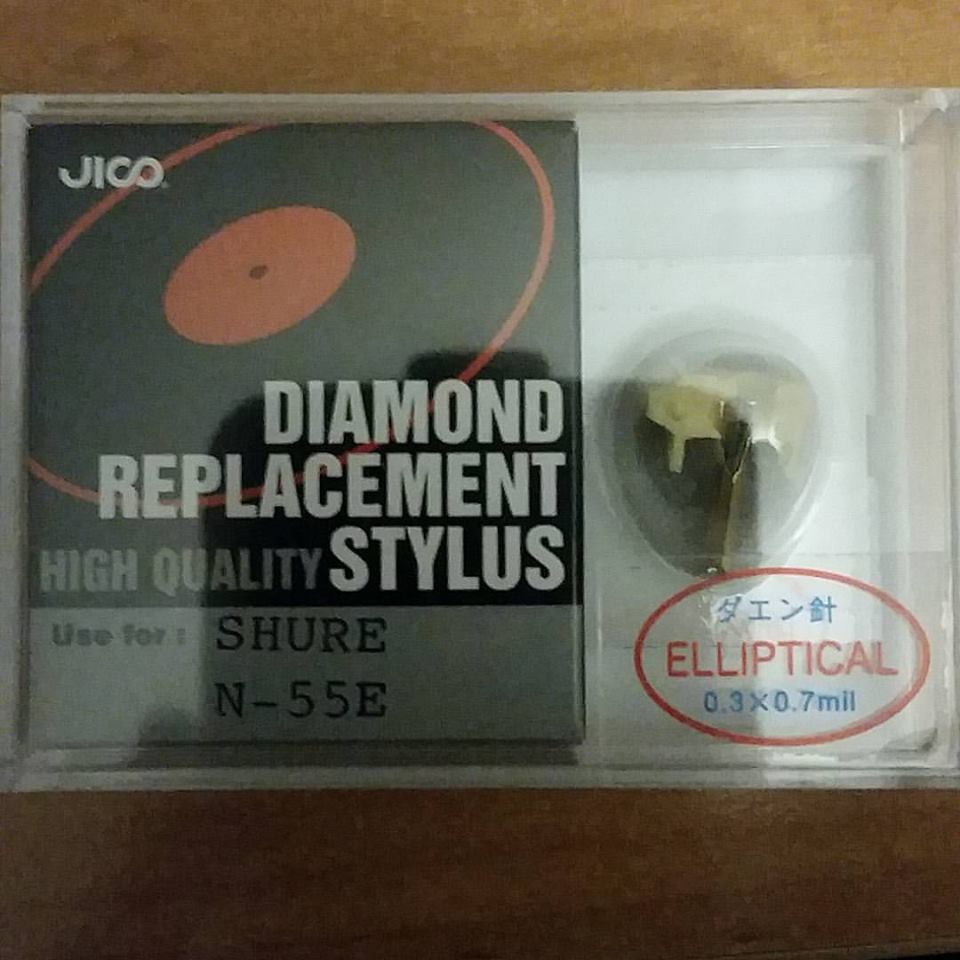 JICO
DIAMOND
REPLACEMENT
HIGH QUALITY STYLUS
Use for : SHURE
N-55E
ダエン針
ELLIPTICAL
0.3×0.7mil